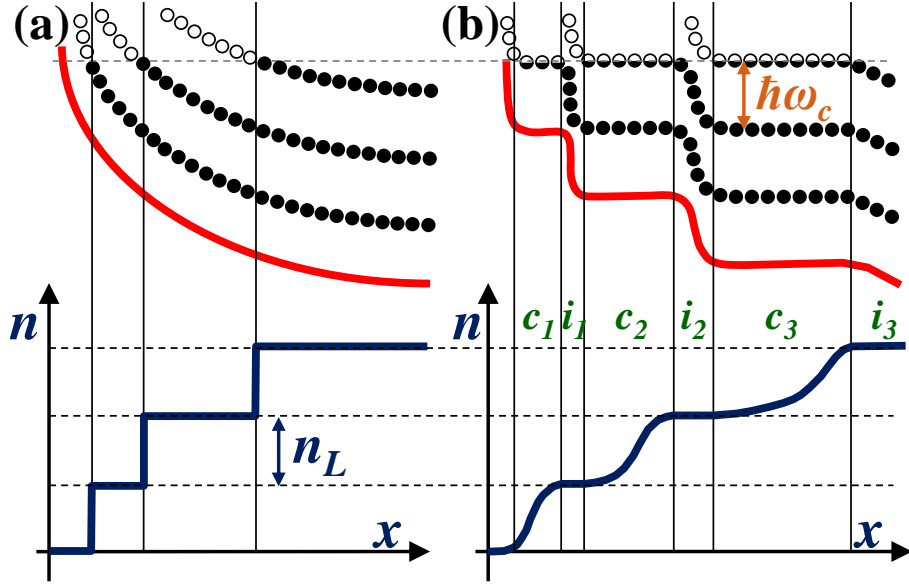 (a)
(b)
ħω_c
n
n
c_1
i_1
c_2
i_2
c_3
i_3
n_L
x
x